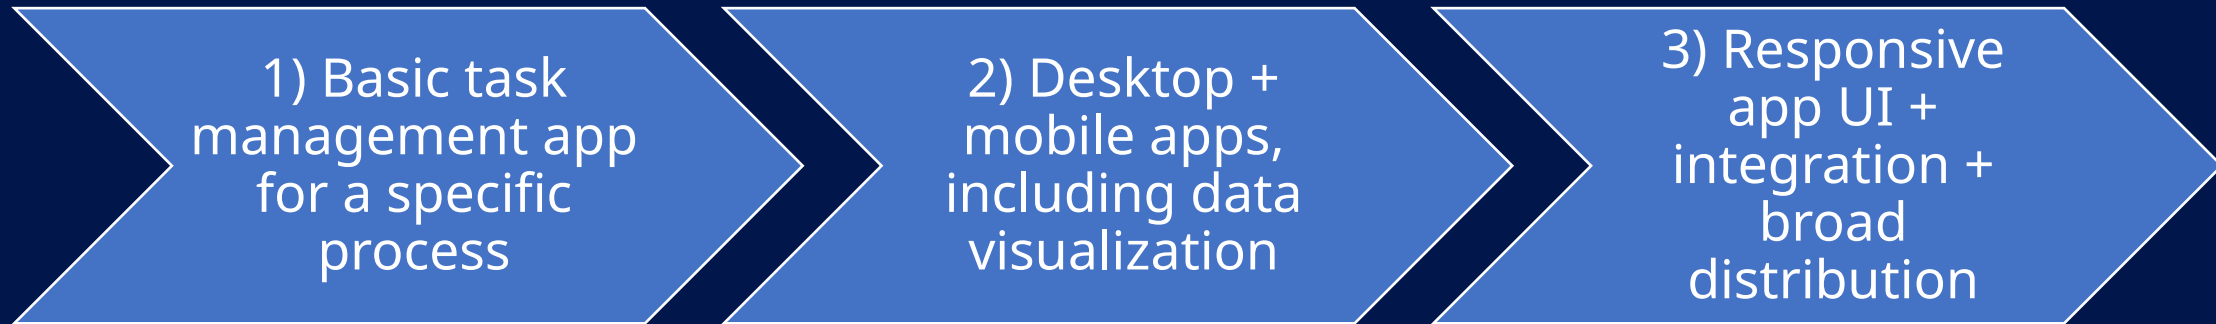 1) Basic task
management app
for a specific
process
2) Desktop +
mobile apps,
including data
visualization
3) Responsive
app UI +
integration +
broad
distribution